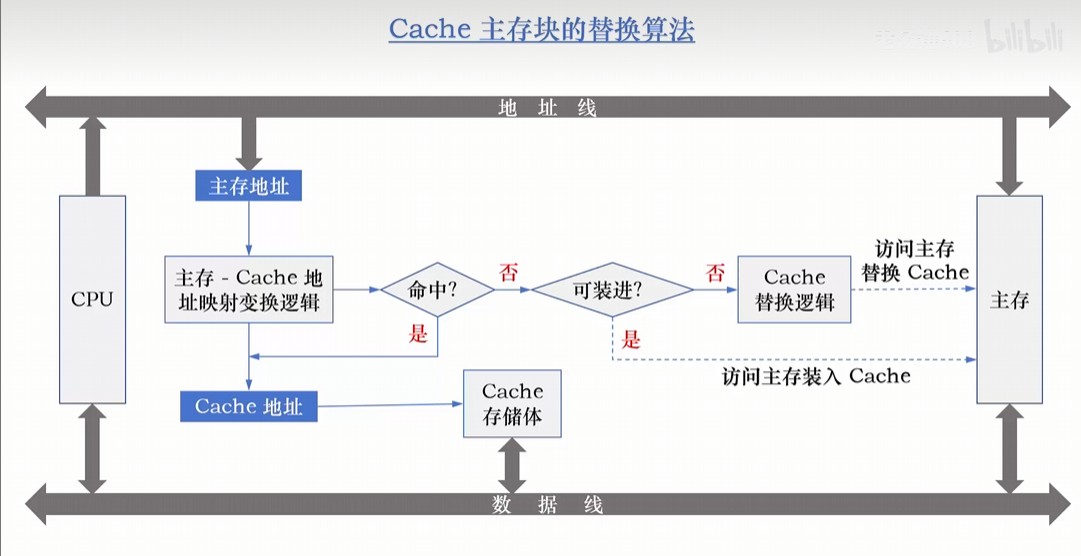 Cache 主存块的替换算法
bilibili
地 址 线
主存地址
CPU
主存 - Cache 地
址映射变换逻辑
命中?
否
是
可装进?
否
是
Cache
替换逻辑
访问主存
替换 Cache
主存
访问主存装入 Cache
Cache 地址
Cache
存储体
数 据 线